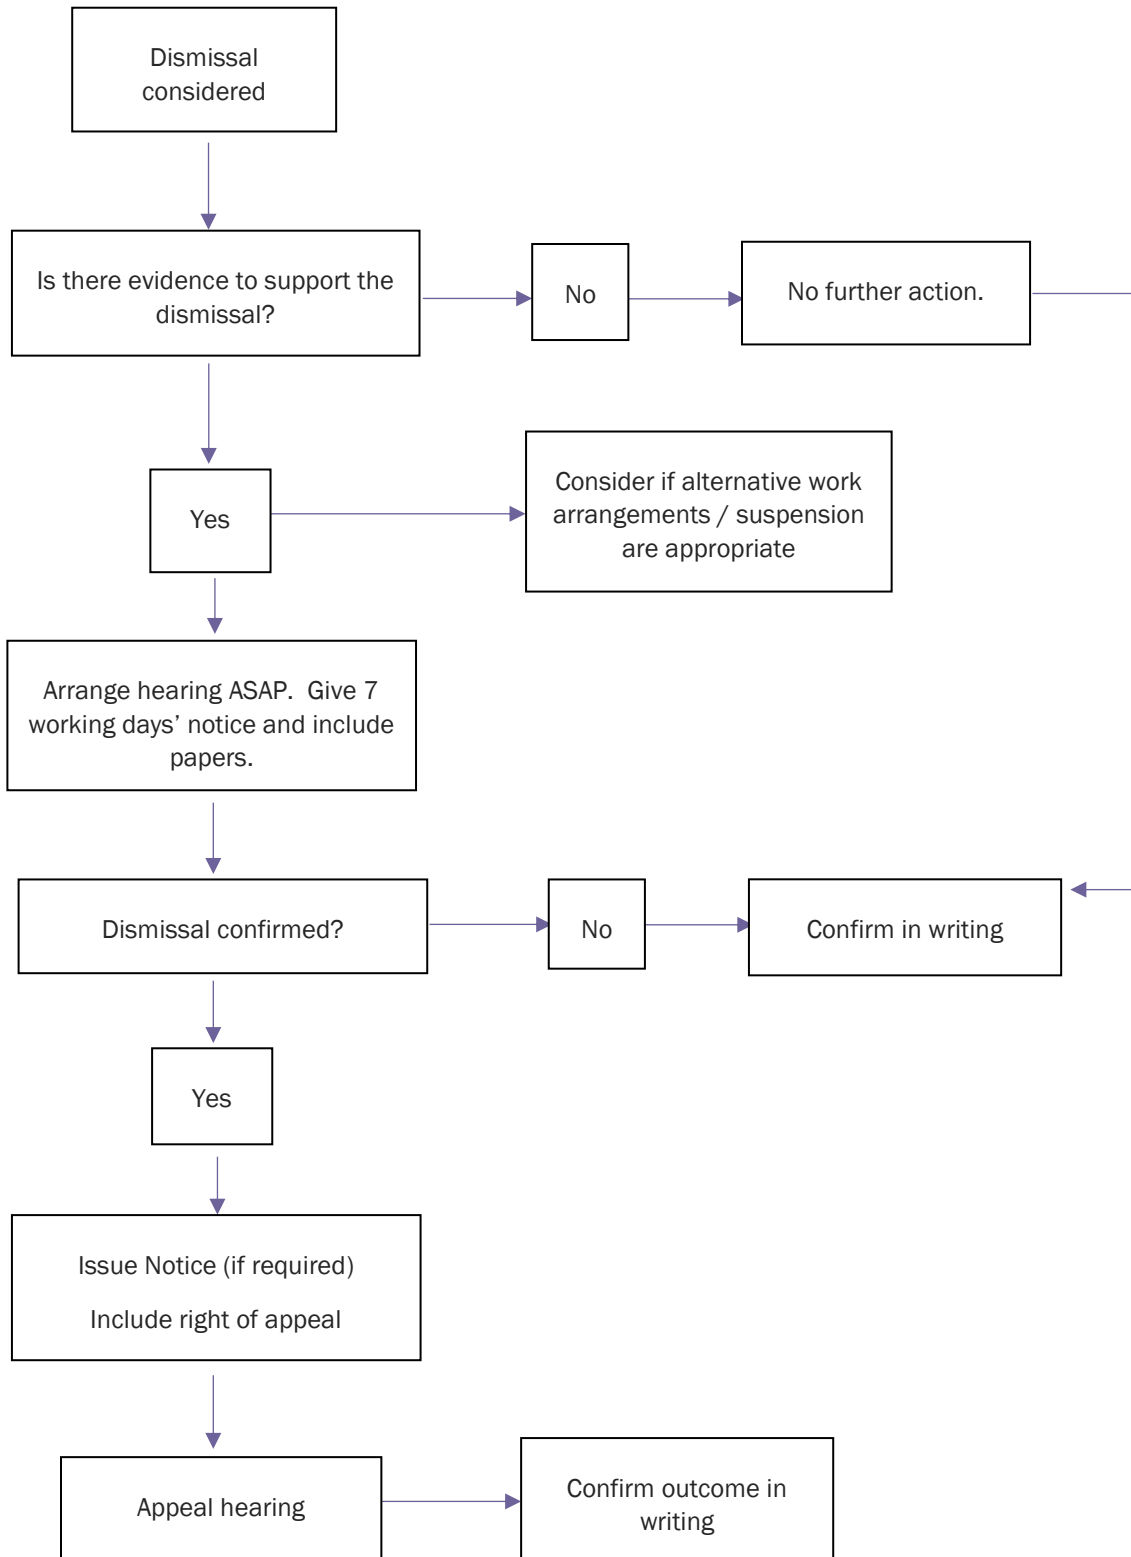 Dismissal
considered
Is there evidence to support the
dismissal?
No
No further action.
Yes
Consider if alternative work
arrangements / suspension
are appropriate
Arrange hearing ASAP.  Give 7
working days’ notice and include
papers.
Dismissal confirmed?
No
Confirm in writing
Yes
Issue Notice (if required)
Include right of appeal
Appeal hearing
Confirm outcome in
writing